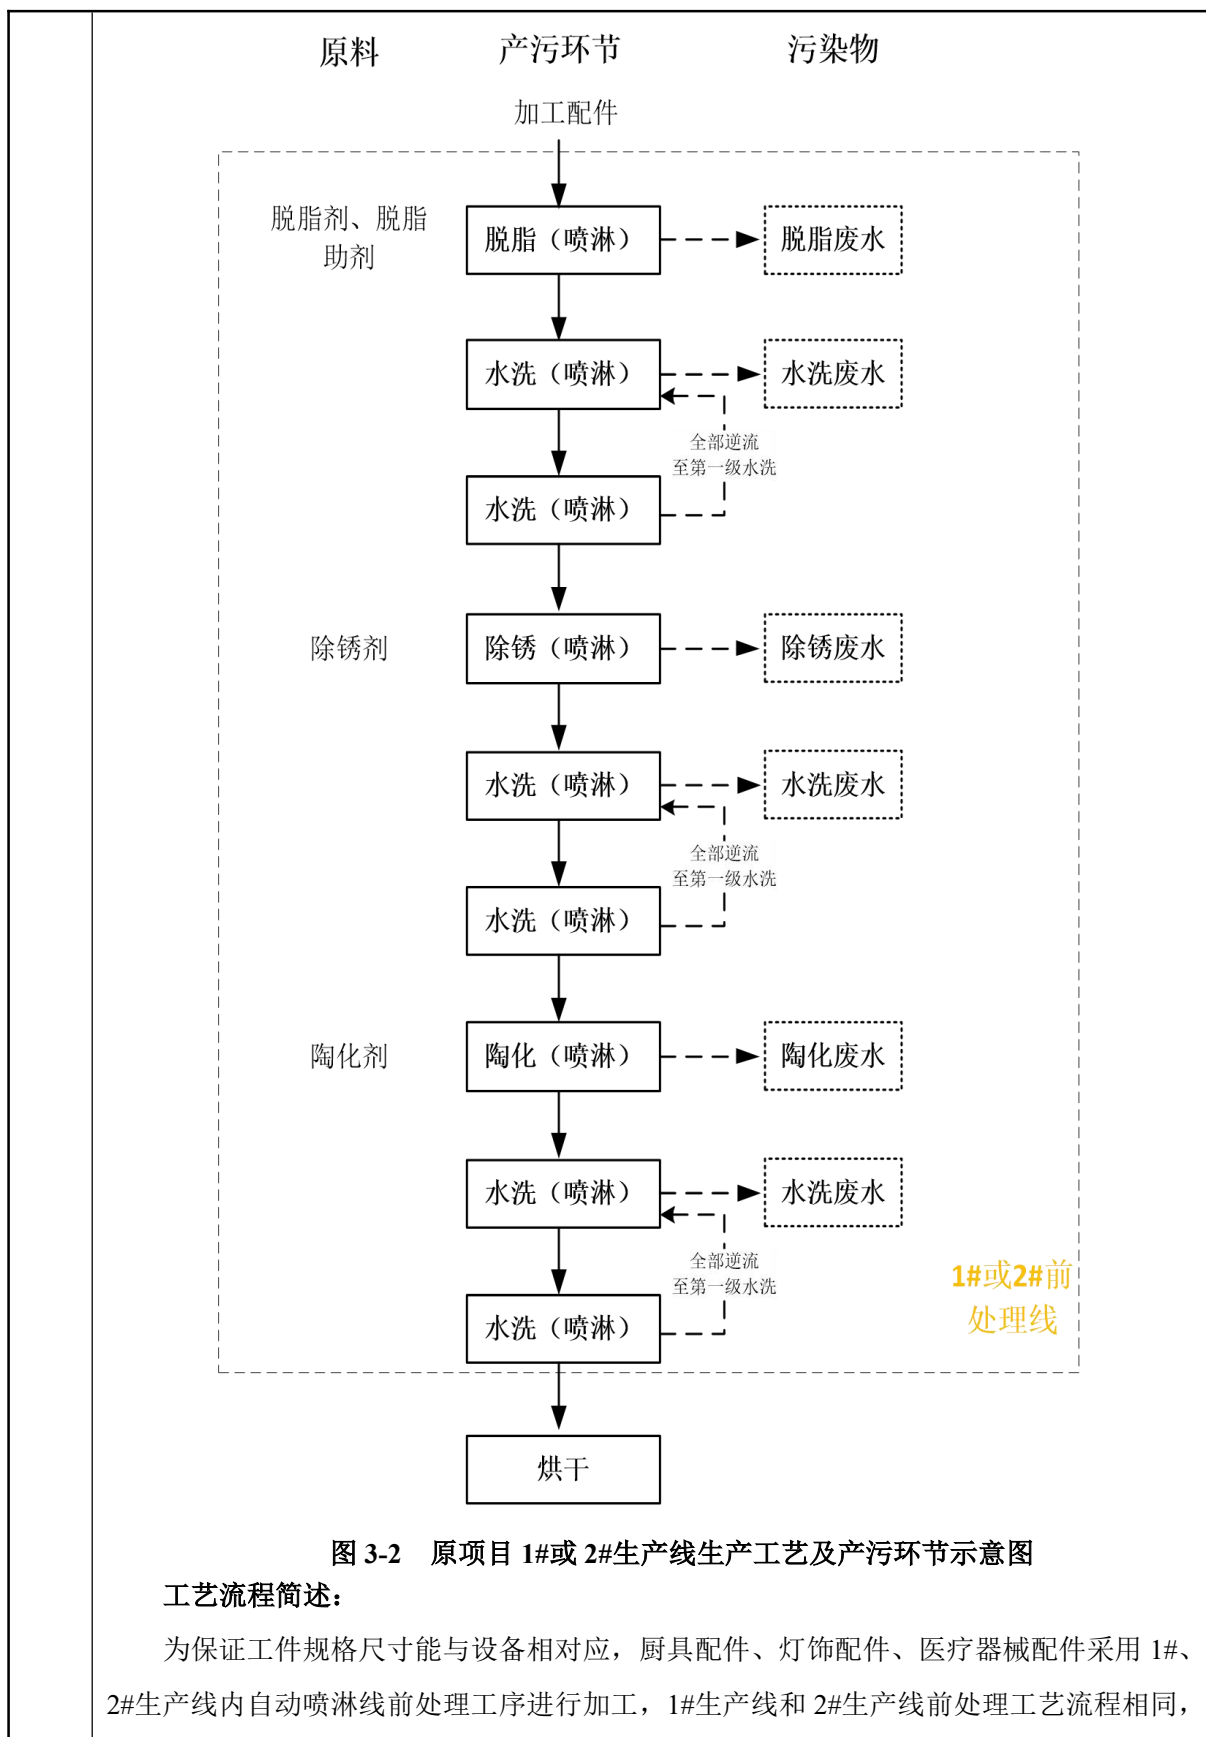 原料 产污环节 污染物
加工配件
脱脂剂、脱脂
助剂
脱脂（喷淋） 脱脂废水
水洗（喷淋） 水洗废水
全部逆流
至第一级水洗
水洗（喷淋）
除锈剂 除锈（喷淋） 除锈废水
水洗（喷淋） 水洗废水
全部逆流
至第一级水洗
水洗（喷淋）
陶化剂 陶化（喷淋） 陶化废水
水洗（喷淋） 水洗废水
全部逆流
至第一级水洗
水洗（喷淋）
1#或2#前
处理线
烘干
图 3-2 原项目 1#或 2#生产线生产工艺及产污环节示意图
工艺流程简述：
为保证工件规格尺寸能与设备相对应，厨具配件、灯饰配件、医疗器械配件采用 1#、
2#生产线内自动喷淋线前处理工序进行加工，1#生产线和 2#生产线前处理工艺流程相同，